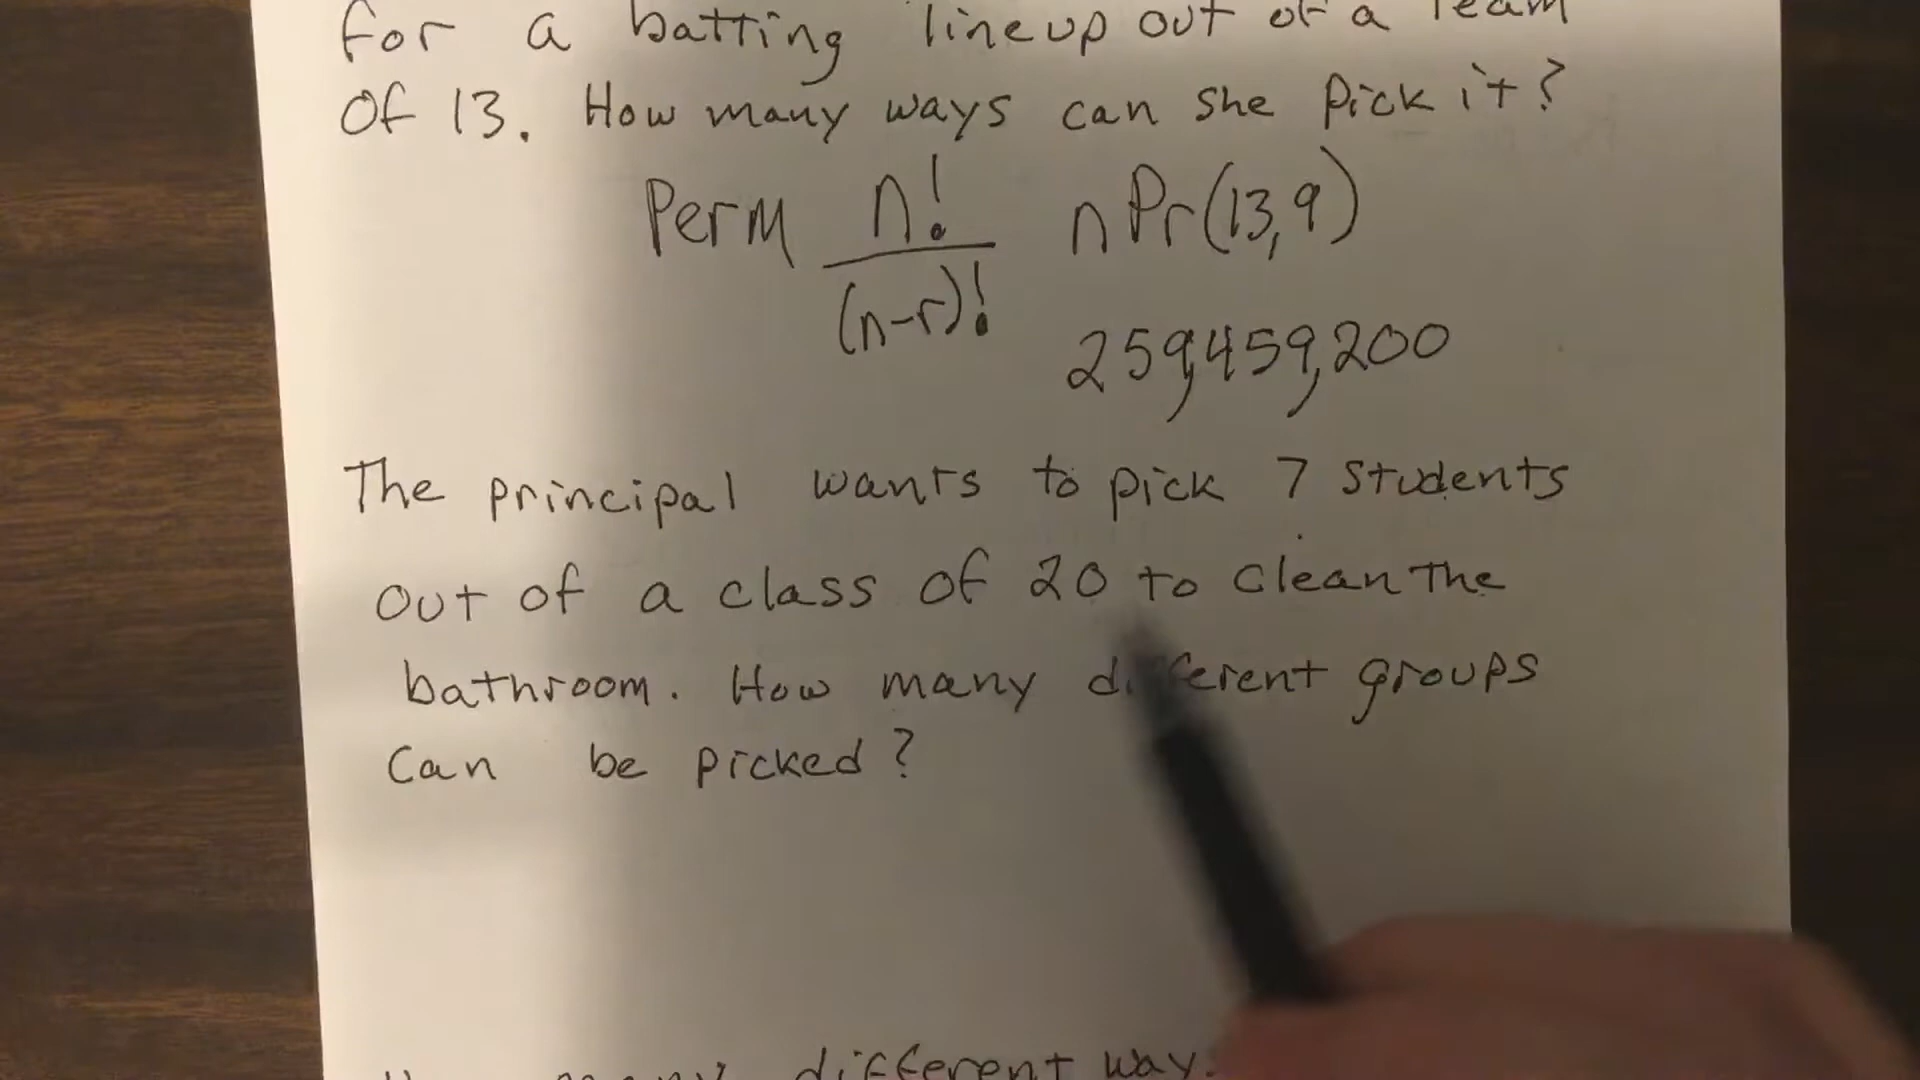 for a batting lineup out of a Team
Of 13. How many ways can she Pick it?
Perm n!/(n-r)! nPr(13,9)
259,459,200
The principal wants to pick 7 students
out of a class of 20 to clean the
bathroom. How many different groups
can be picked?
many different way